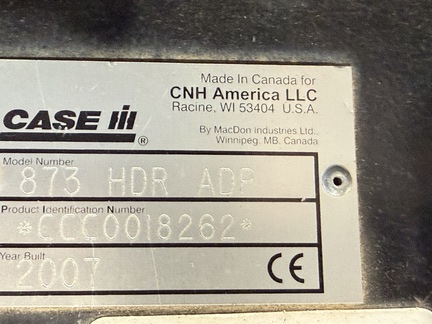 Made In Canada for
CNH America LLC
Racine, WI 53404 U.S.A.
CASE IH
®
By MacDon Industries Ltd.,
Winnipeg, MB, Canada
Model Number
873 HDR ADP
Product Identification Number
*CCC0018262*
Year Built
2007
CE